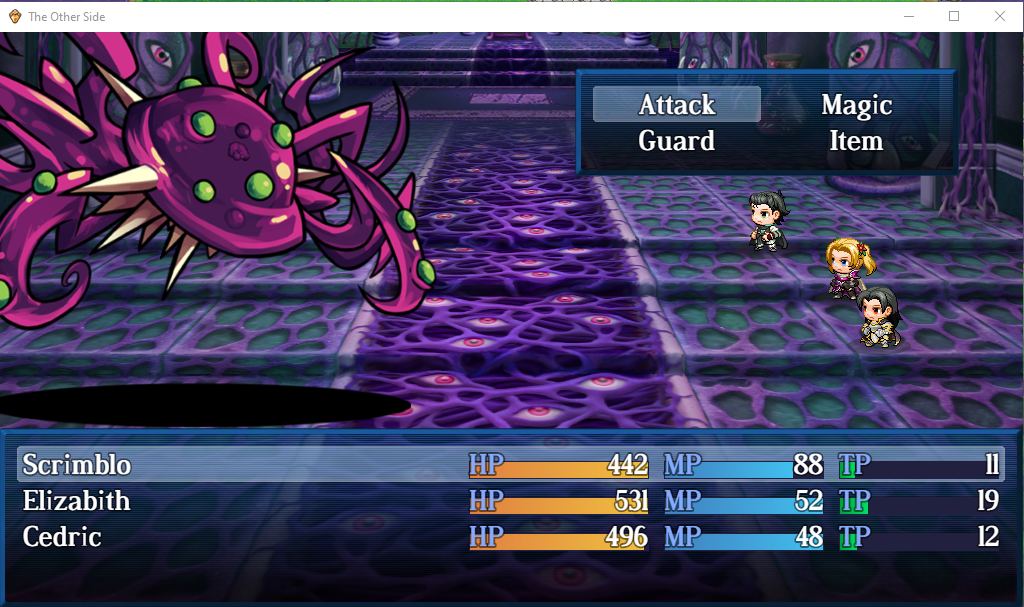 The Other Side
Attack Magic
Guard Item
Scrimblo HP 442 MP 88 TP 11
Elizabith HP 531 MP 52 TP 19
Cedric HP 496 MP 48 TP 12